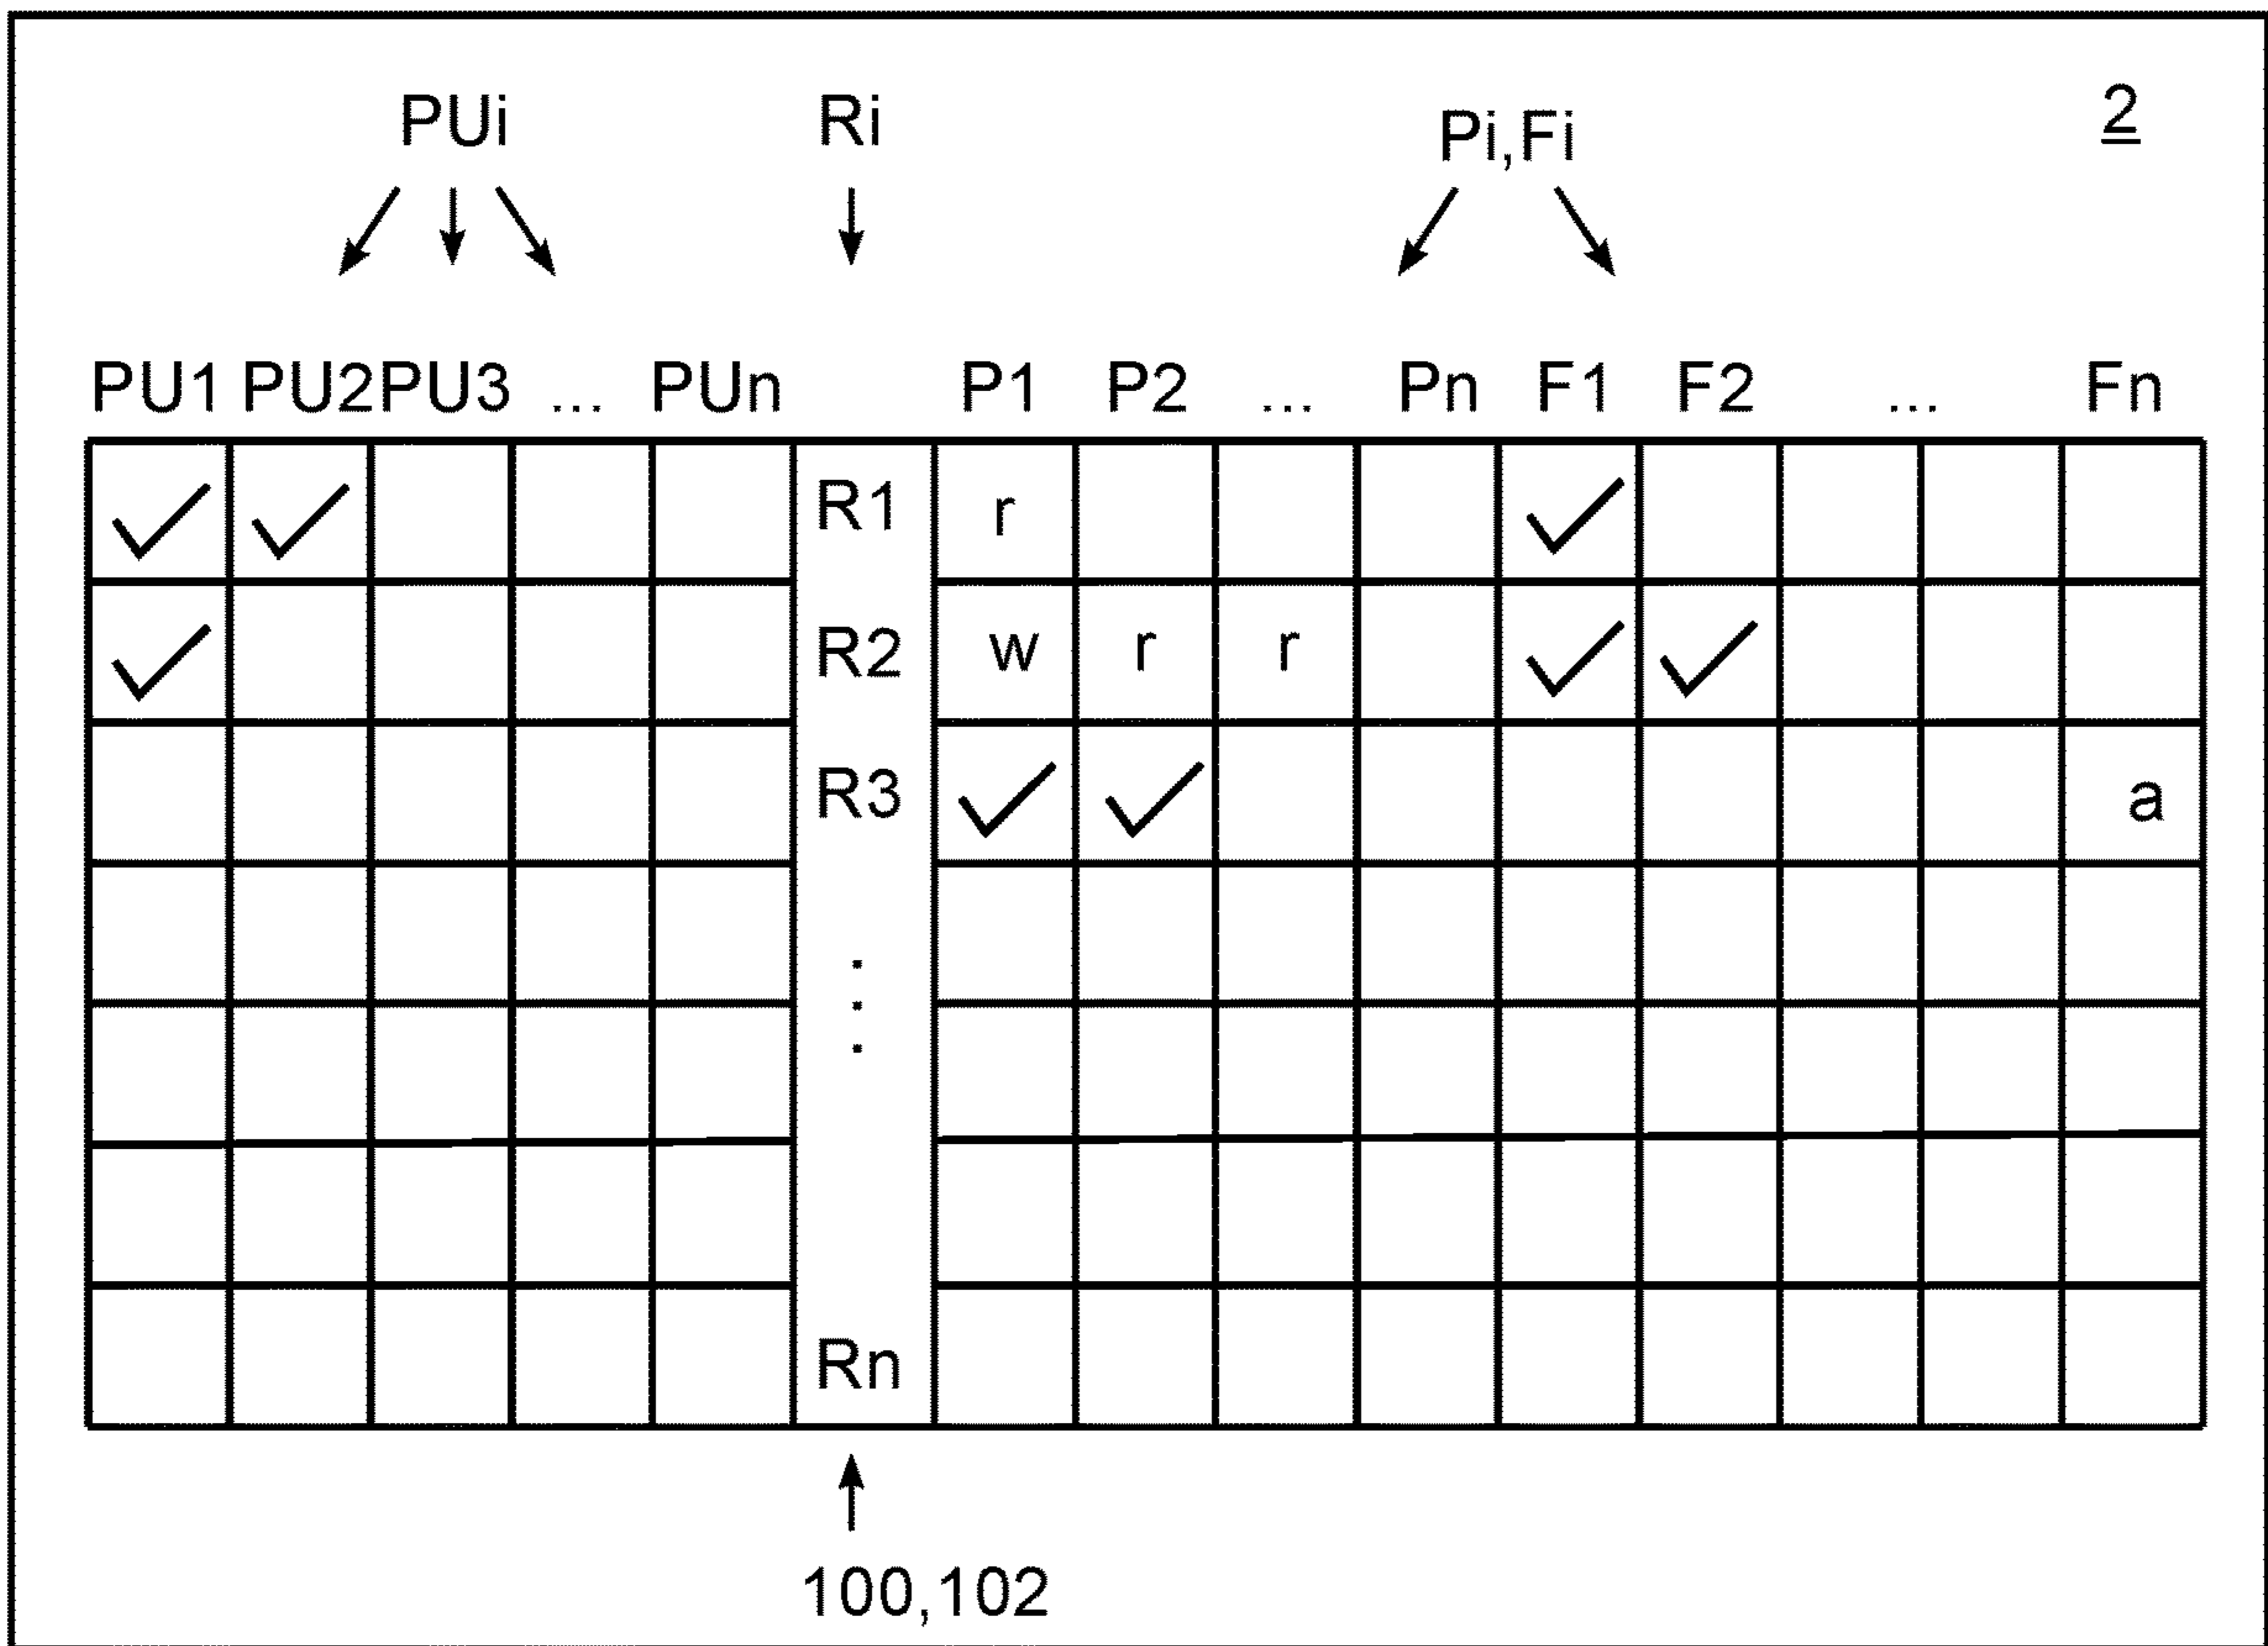 PUi Ri Pi,Fi 2
PU1 PU2 PU3 ... PUn P1 P2 ... Pn F1 F2 ... Fn
✓ ✓ R1 r ✓
✓ R2 w r r ✓ ✓
R3 ✓ ✓ a
⋮
Rn
100,102